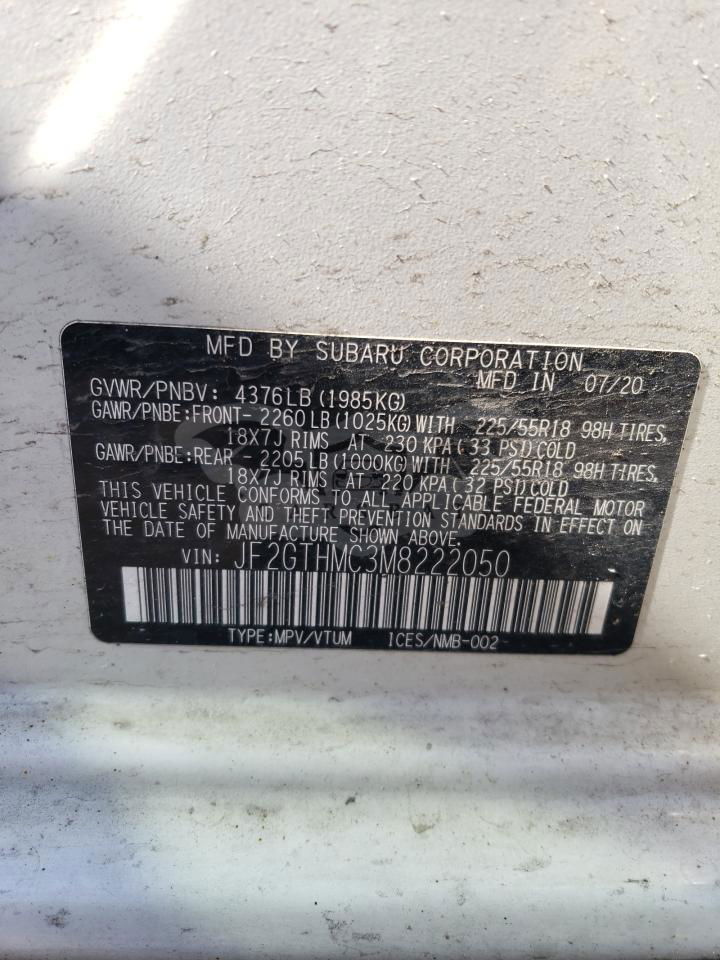 MFD BY SUBARU CORPORATION
MFD IN 07/20
GVWR/PNBV: 4376LB(1985KG)
GAWR/PNBE:FRONT-2260LB(1025KG)WITH 225/55R18 98H TIRES,
18X7J RIMS AT 230 KPA(33 PSI)COLD
GAWR/PNBE:REAR -2205LB(1000KG)WITH 225/55R18 98H TIRES,
18X7J RIMS AT 220 KPA(32 PSI)COLD
THIS VEHICLE CONFORMS TO ALL APPLICABLE FEDERAL MOTOR
VEHICLE SAFETY AND THEFT PREVENTION STANDARDS IN EFFECT ON
THE DATE OF MANUFACTURE SHOWN ABOVE.
VIN: JF2GTHMC3M8222050
TYPE:MPV/VTUM ICES/NMB-002